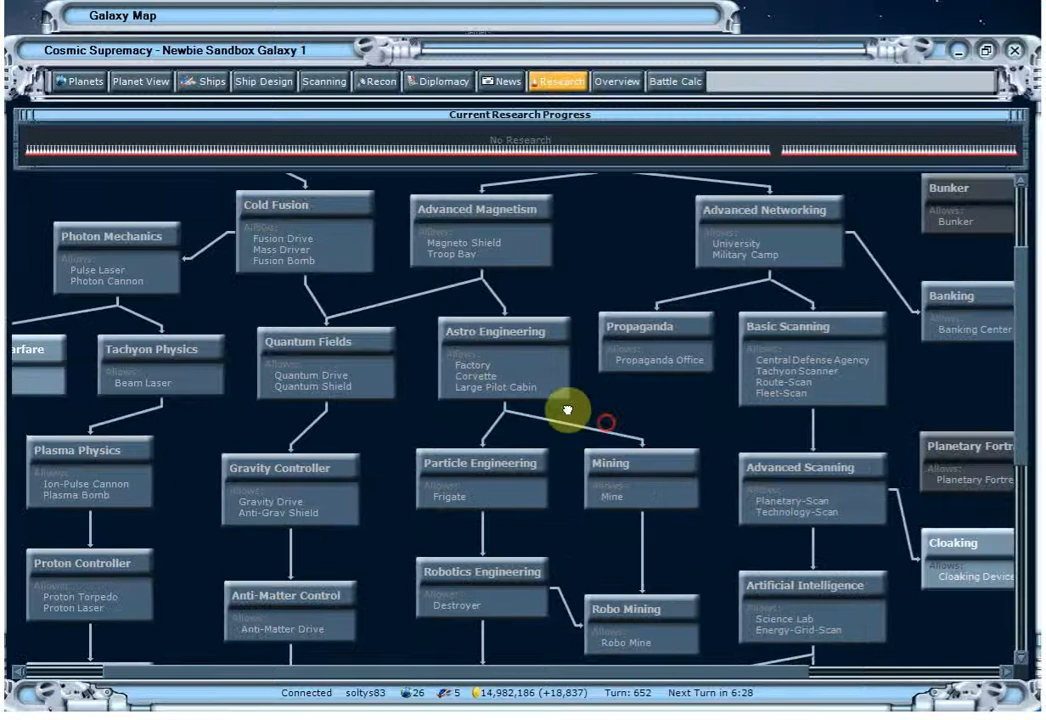 Galaxy Map
Cosmic Supremacy - Newbie Sandbox Galaxy 1
Planets
Planet View
Ships
Ship Design
Scanning
Recon
Diplomacy
News
Research
Overview
Battle Calc
Current Research Progress
No Research
Cold Fusion
Allows:
Fusion Drive
Mass Driver
Fusion Bomb
Advanced Magnetism
Allows:
Magneto Shield
Troop Bay
Advanced Networking
Allows:
University
Military Camp
Bunker
Allows:
Bunker
Photon Mechanics
Allows:
Pulse Laser
Photon Cannon
Banking
Allows:
Banking Center
arfare
Tachyon Physics
Allows:
Beam Laser
Quantum Fields
Allows:
Quantum Drive
Quantum Shield
Astro Engineering
Allows:
Factory
Corvette
Large Pilot Cabin
Propaganda
Allows:
Propaganda Office
Basic Scanning
Allows:
Central Defense Agency
Tachyon Scanner
Route-Scan
Fleet-Scan
Plasma Physics
Allows:
Ion-Pulse Cannon
Plasma Bomb
Gravity Controller
Allows:
Gravity Drive
Anti-Grav Shield
Particle Engineering
Allows:
Frigate
Mining
Allows:
Mine
Advanced Scanning
Allows:
Planetary-Scan
Technology-Scan
Planetary Fortr
Allows:
Planetary Fortre
Cloaking
Allows:
Cloaking Device
Proton Controller
Allows:
Proton Torpedo
Proton Laser
Anti-Matter Control
Allows:
Anti-Matter Drive
Robotics Engineering
Allows:
Destroyer
Robo Mining
Allows:
Robo Mine
Artificial Intelligence
Allows:
Science Lab
Energy-Grid-Scan
Connected soltys83 26 5 14,982,186 (+18,837) Turn: 652 Next Turn in 6:28